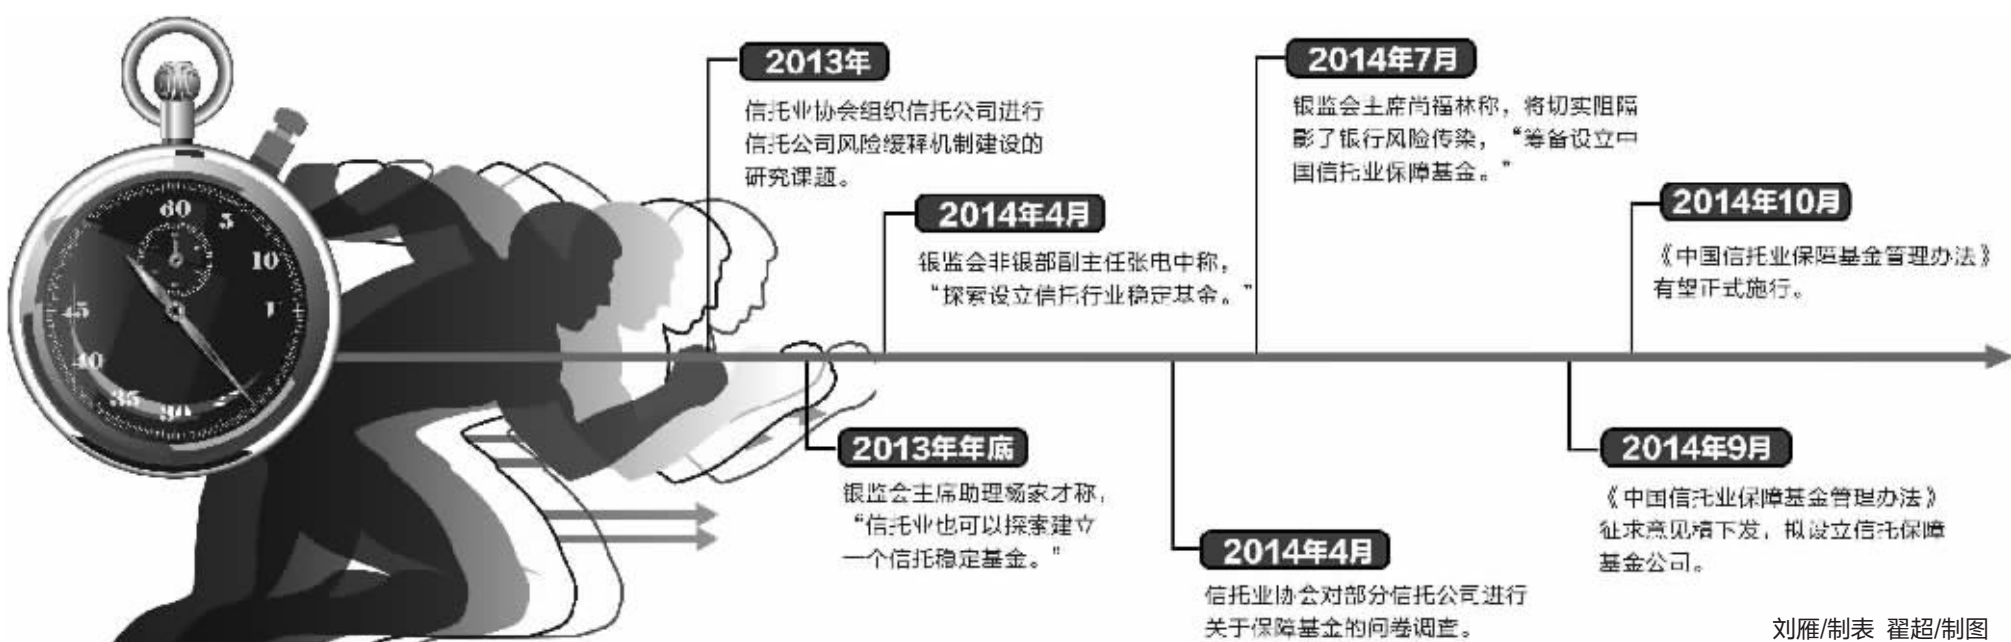 2013年
信托业协会组织信托公司进行
信托公司风险缓释机制建设的
研究课题。
2013年年底
银监会主席助理杨家才称，
“信托业也可以探索建立
一个信托稳定基金。”
2014年4月
银监会非银部副主任张电中称，
“探索设立信托行业稳定基金。”
2014年4月
信托业协会对部分信托公司进行
关于保障基金的问卷调查。
2014年7月
银监会主席尚福林称，将切实阻隔
影子银行风险传染，“筹备设立中
国信托业保障基金。”
2014年9月
《中国信托业保障基金管理办法》
征求意见稿下发，拟设立信托保障
基金公司。
2014年10月
《中国信托业保障基金管理办法》
有望正式施行。
60
5
10
45
40
35
30
刘雁/制表 翟超/制图